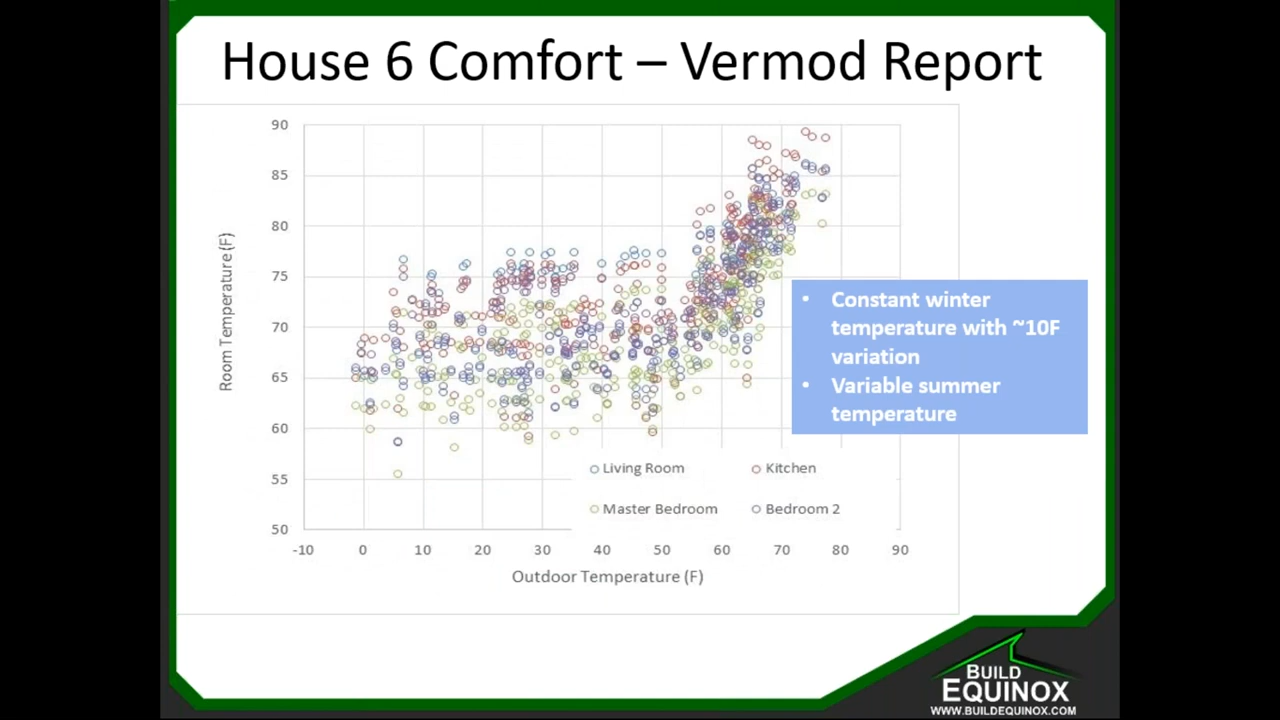 House 6 Comfort – Vermod Report
90
85
80
75
70
65
60
55
50
Room Temperature (F)
-10 0 10 20 30 40 50 60 70 80 90
Outdoor Temperature (F)
Living Room Kitchen
Master Bedroom Bedroom 2
• Constant winter
temperature with ~10F
variation
• Variable summer
temperature
BUILD
EQUINOX
WWW.BUILDEQUINOX.COM